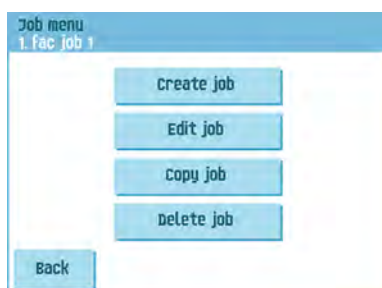 Job menu
1. fac job 1
Create job
Edit job
Copy job
Delete job
Back